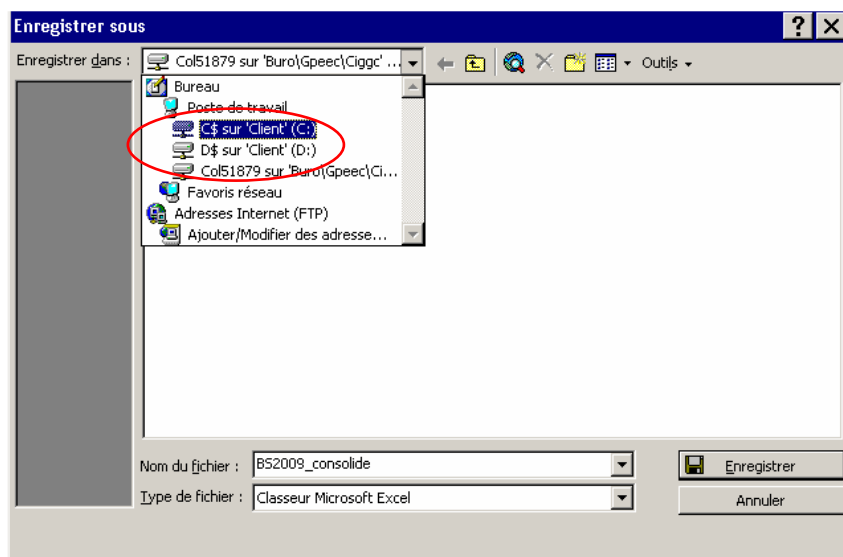 Enregistrer sous
Enregistrer dans : Col51879 sur 'Buro\Gpeec\Ciggc' ... Outils
Bureau
Poste de travail
C$ sur 'Client' (C:)
D$ sur 'Client' (D:)
Col51879 sur 'Buro\Gpeec\Ci...
Favoris réseau
Adresses Internet (FTP)
Ajouter/Modifier des adresse...
Nom du fichier : BS2009_consolide Enregistrer
Type de fichier : Classeur Microsoft Excel Annuler